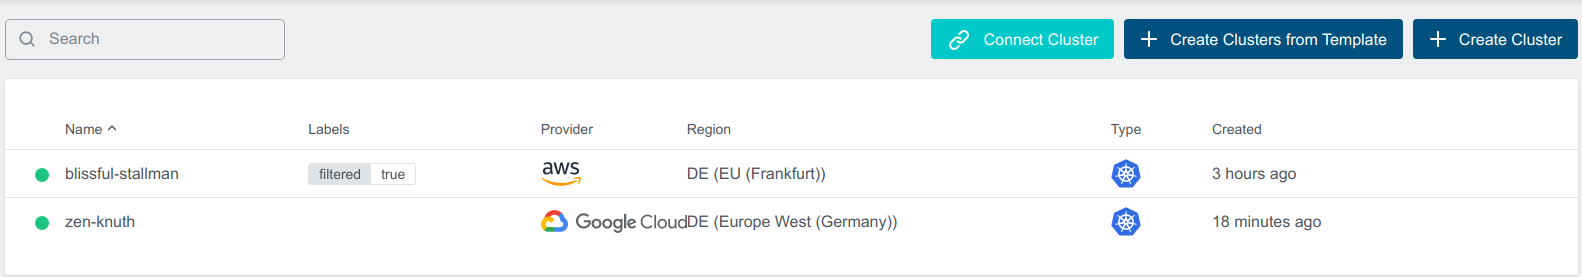 Search
Connect Cluster
Create Clusters from Template
Create Cluster
Name Labels Provider Region Type Created
blissful-stallman filtered true aws DE (EU (Frankfurt)) 3 hours ago
zen-knuth Google Cloud DE (Europe West (Germany)) 18 minutes ago